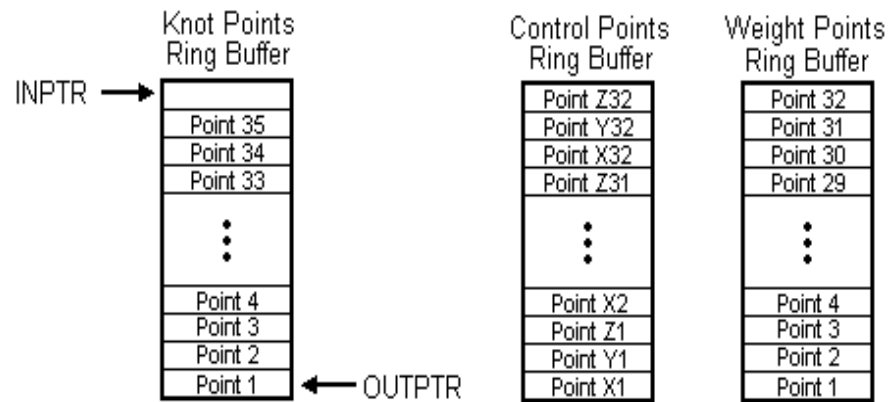 Knot Points
Ring Buffer
INPTR
Point 35
Point 34
Point 33
Point 4
Point 3
Point 2
Point 1
OUTPTR
Control Points
Ring Buffer
Point Z32
Point Y32
Point X32
Point Z31
Point X2
Point Z1
Point Y1
Point X1
Weight Points
Ring Buffer
Point 32
Point 31
Point 30
Point 29
Point 4
Point 3
Point 2
Point 1